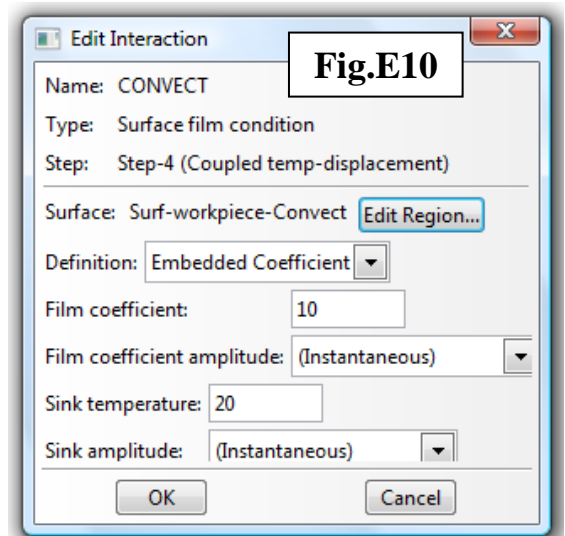 Edit Interaction
Fig.E10
Name: CONVECT
Type: Surface film condition
Step: Step-4 (Coupled temp-displacement)
Surface: Surf-workpiece-Convect Edit Region...
Definition: Embedded Coefficient
Film coefficient: 10
Film coefficient amplitude: (Instantaneous)
Sink temperature: 20
Sink amplitude: (Instantaneous)
OK Cancel